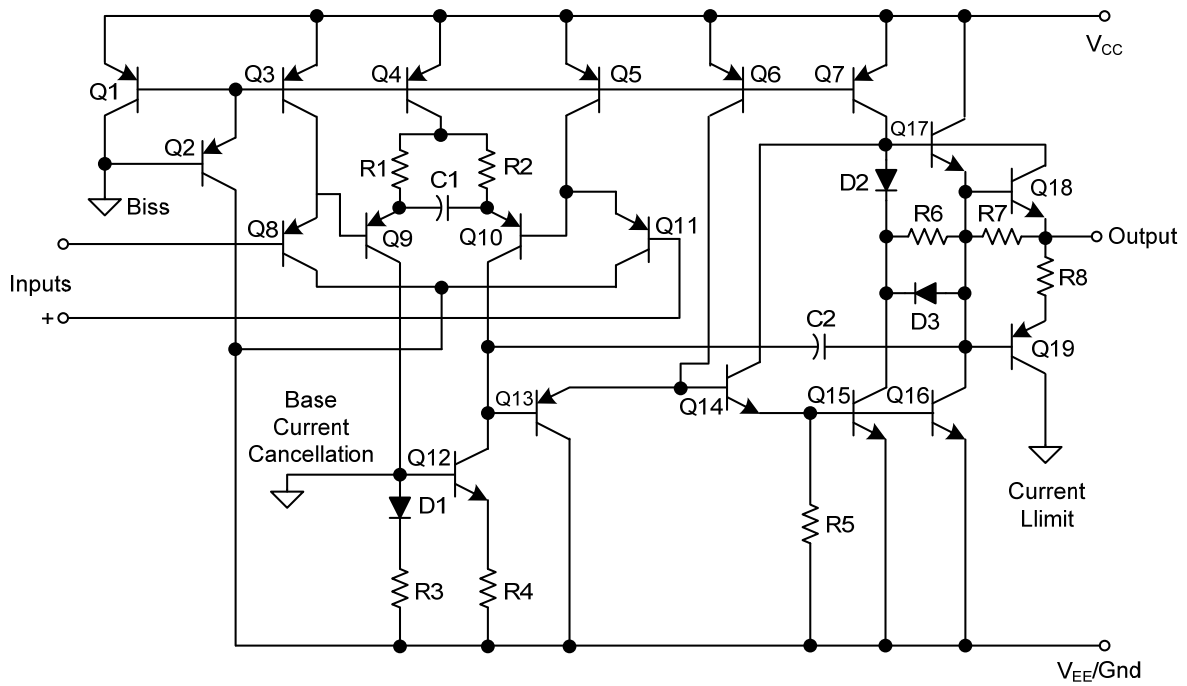 V_CC
Q1
Q3
Q4
Q5
Q6
Q7
Q17
Q2
R1
C1
R2
D2
Q18
Biss
Q8
Q9
Q10
Q11
R6
R7
Output
Inputs
R8
+
D3
C2
Q19
Base
Current
Cancellation
Q13
Q14
Q15
Q16
Q12
D1
Current
Llimit
R5
R3
R4
V_EE/Gnd